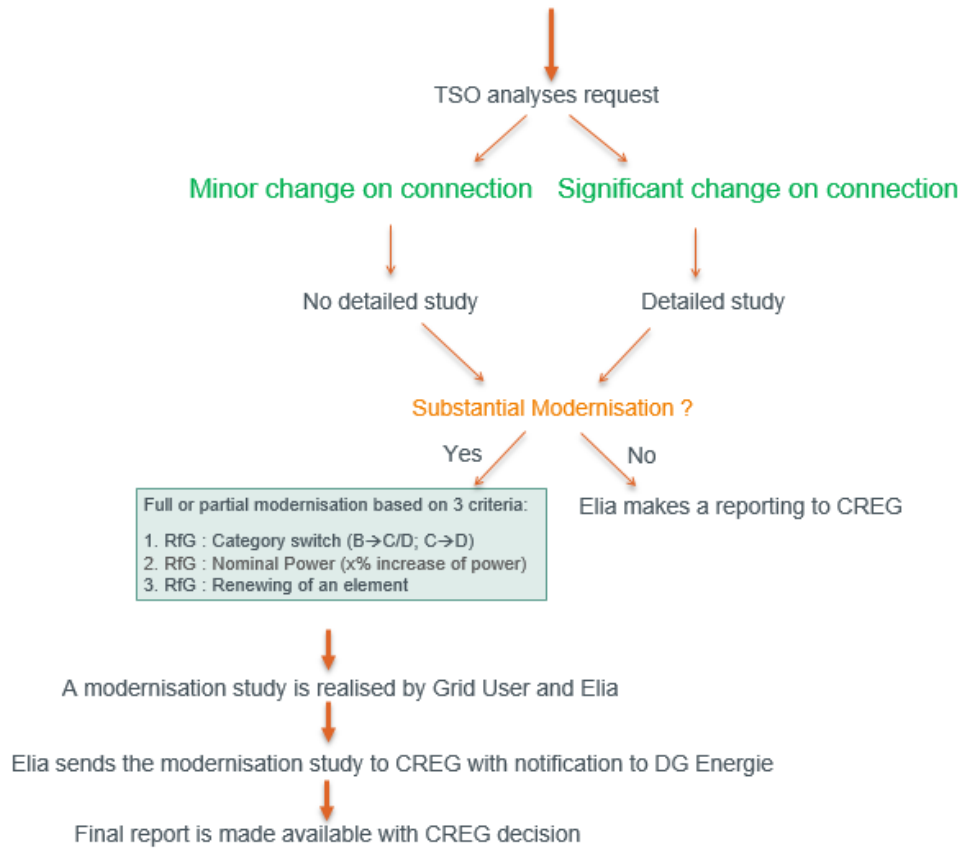 TSO analyses request
Minor change on connection
Significant change on connection
No detailed study
Detailed study
Substantial Modernisation ?
Yes
No
Full or partial modernisation based on 3 criteria:
1. RfG : Category switch (B→C/D; C→D)
2. RfG : Nominal Power (x% increase of power)
3. RfG : Renewing of an element
Elia makes a reporting to CREG
A modernisation study is realised by Grid User and Elia
Elia sends the modernisation study to CREG with notification to DG Energie
Final report is made available with CREG decision